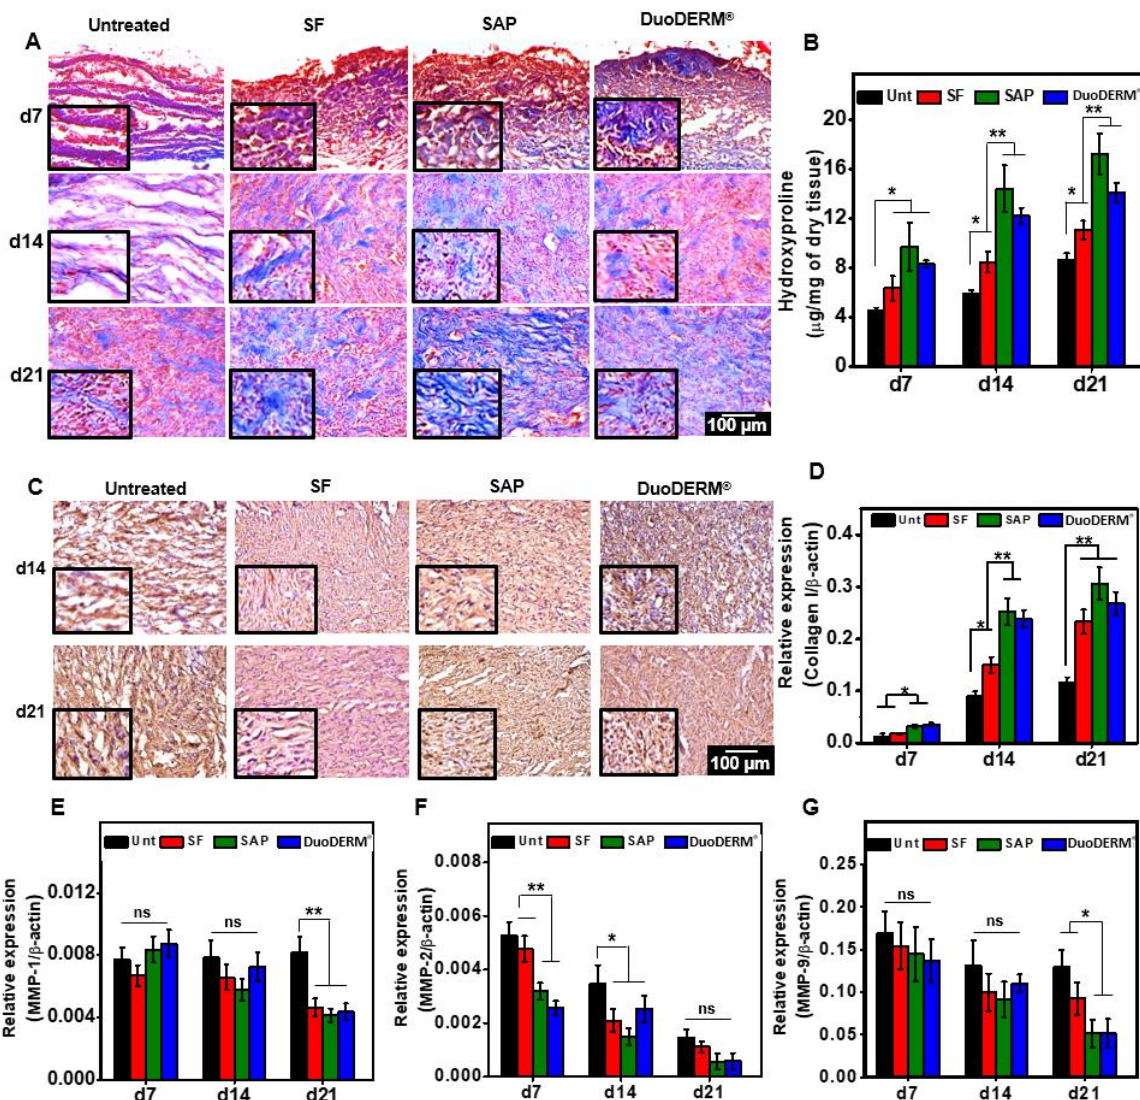 A
Untreated
SF
SAP
DuoDERM®
d7
d14
d21
100 µm
B
Unt SF SAP DuoDERM®
Hydroxyproline
(µg/mg of dry tissue)
20
16
12
8
4
0
*
* **
* **
d7 d14 d21
C
Untreated
SF
SAP
DuoDERM®
d14
d21
100 µm
D
Unt SF SAP DuoDERM®
Relative expression
(Collagen I/β-actin)
0.4
0.3
0.2
0.1
0.0
*
* **
**
d7 d14 d21
E
Unt SF SAP DuoDERM®
Relative expression
(MMP-1/β-actin)
0.012
0.008
0.004
0.000
ns ns **
d7 d14 d21
F
Unt SF SAP DuoDERM®
Relative expression
(MMP-2/β-actin)
0.008
0.006
0.004
0.002
0.000
** * ns
d7 d14 d21
G
Unt SF SAP DuoDERM®
Relative expression
(MMP-9/β-actin)
0.25
0.20
0.15
0.10
0.05
0.00
ns ns *
d7 d14 d21